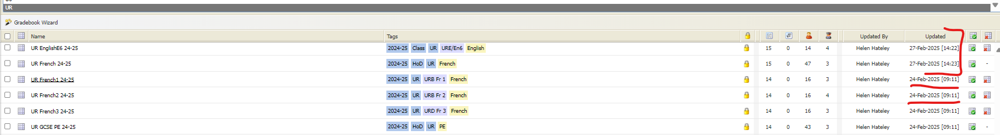 UR
Gradebook Wizard
Name Tags Updated By Updated
UR EnglishE6 24-25 2024-25 Class UR URE/En6 English 15 0 14 4 Helen Hateley 27-Feb-2025 [14:22]
UR French 24-25 2024-25 HoD UR French 15 0 47 3 Helen Hateley 27-Feb-2025 [14:23] -
UR French1 24-25 2024-25 UR URB Fr 1 French 14 0 16 3 Helen Hateley 24-Feb-2025 [09:11]
UR French2 24-25 2024-25 UR URB Fr 2 French 14 0 16 4 Helen Hateley 24-Feb-2025 [09:11]
UR French3 24-25 2024-25 UR URD Fr 3 French 14 0 16 3 Helen Hateley 24-Feb-2025 [09:11]
UR GCSE PE 24-25 2024-25 HoD UR PE 14 0 43 3 Helen Hateley 24-Feb-2025 [09:11] -